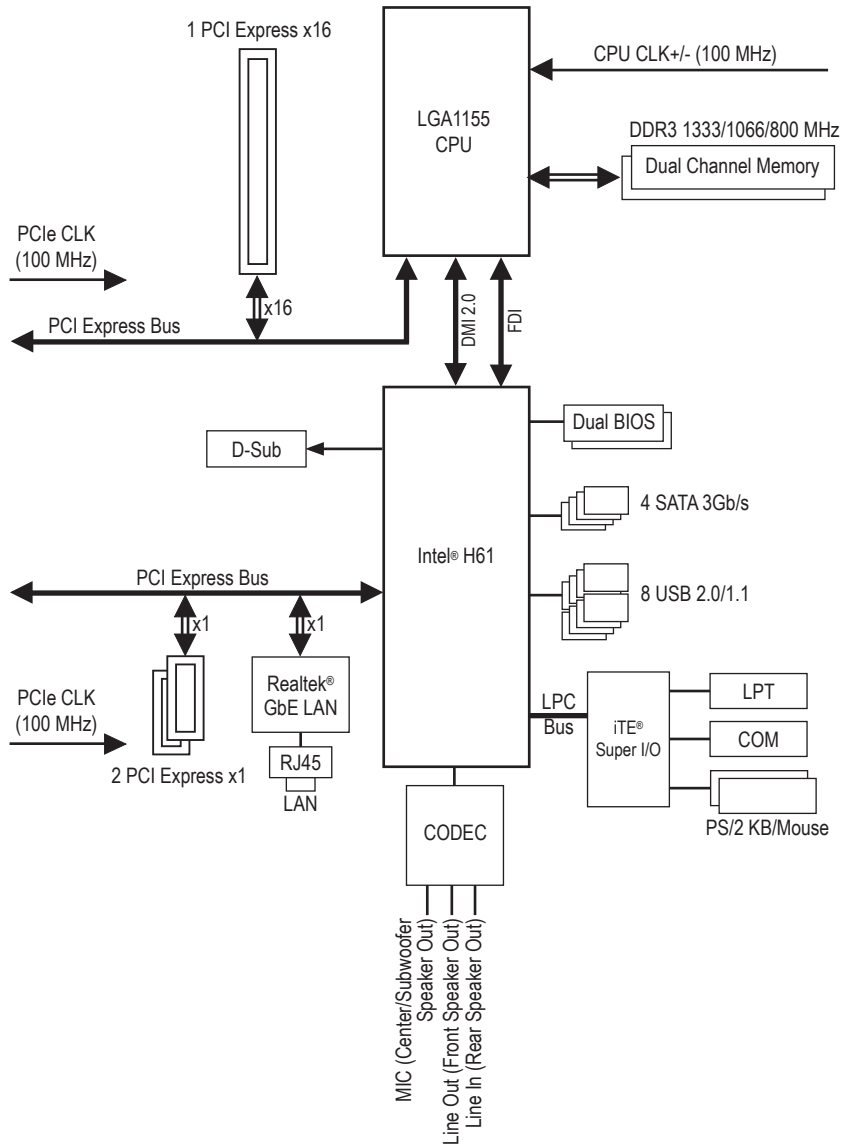 1 PCI Express x16
CPU CLK+/- (100 MHz)
LGA1155
CPU
DDR3 1333/1066/800 MHz
Dual Channel Memory
PCIe CLK
(100 MHz)
x16
PCI Express Bus
DMI 2.0
FDI
Dual BIOS
D-Sub
4 SATA 3Gb/s
Intel® H61
PCI Express Bus
8 USB 2.0/1.1
x1
x1
Realtek®
GbE LAN
PCIe CLK
(100 MHz)
LPC
Bus
iTE®
Super I/O
LPT
COM
RJ45
LAN
2 PCI Express x1
PS/2 KB/Mouse
CODEC
MIC (Center/Subwoofer
Speaker Out)
Line Out (Front Speaker Out)
Line In (Rear Speaker Out)